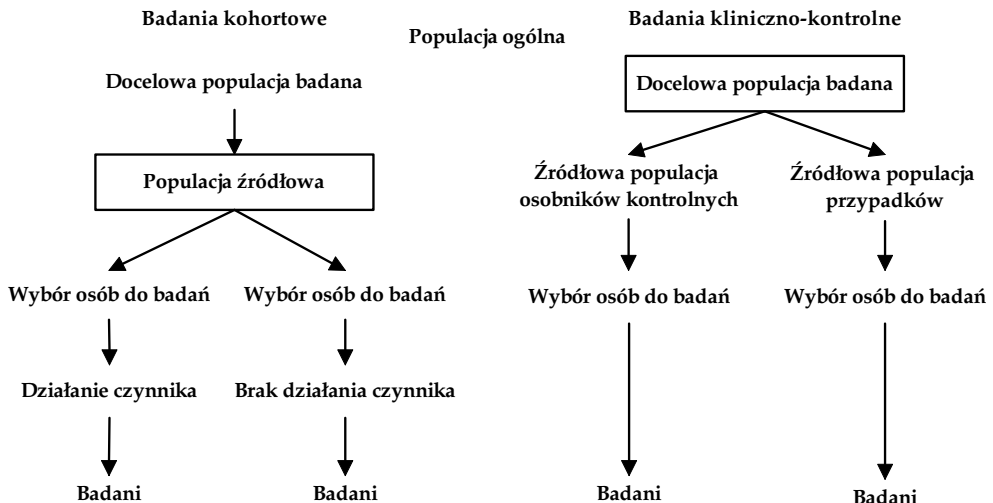 Badania kohortowe
Populacja ogólna
Badania kliniczno-kontrolne
Docelowa populacja badana
Populacja źródłowa
Wybór osób do badań
Wybór osób do badań
Działanie czynnika
Brak działania czynnika
Badani
Badani
Docelowa populacja badana
Źródłowa populacja
osobników kontrolnych
Źródłowa populacja
przypadków
Wybór osób do badań
Wybór osób do badań
Badani
Badani